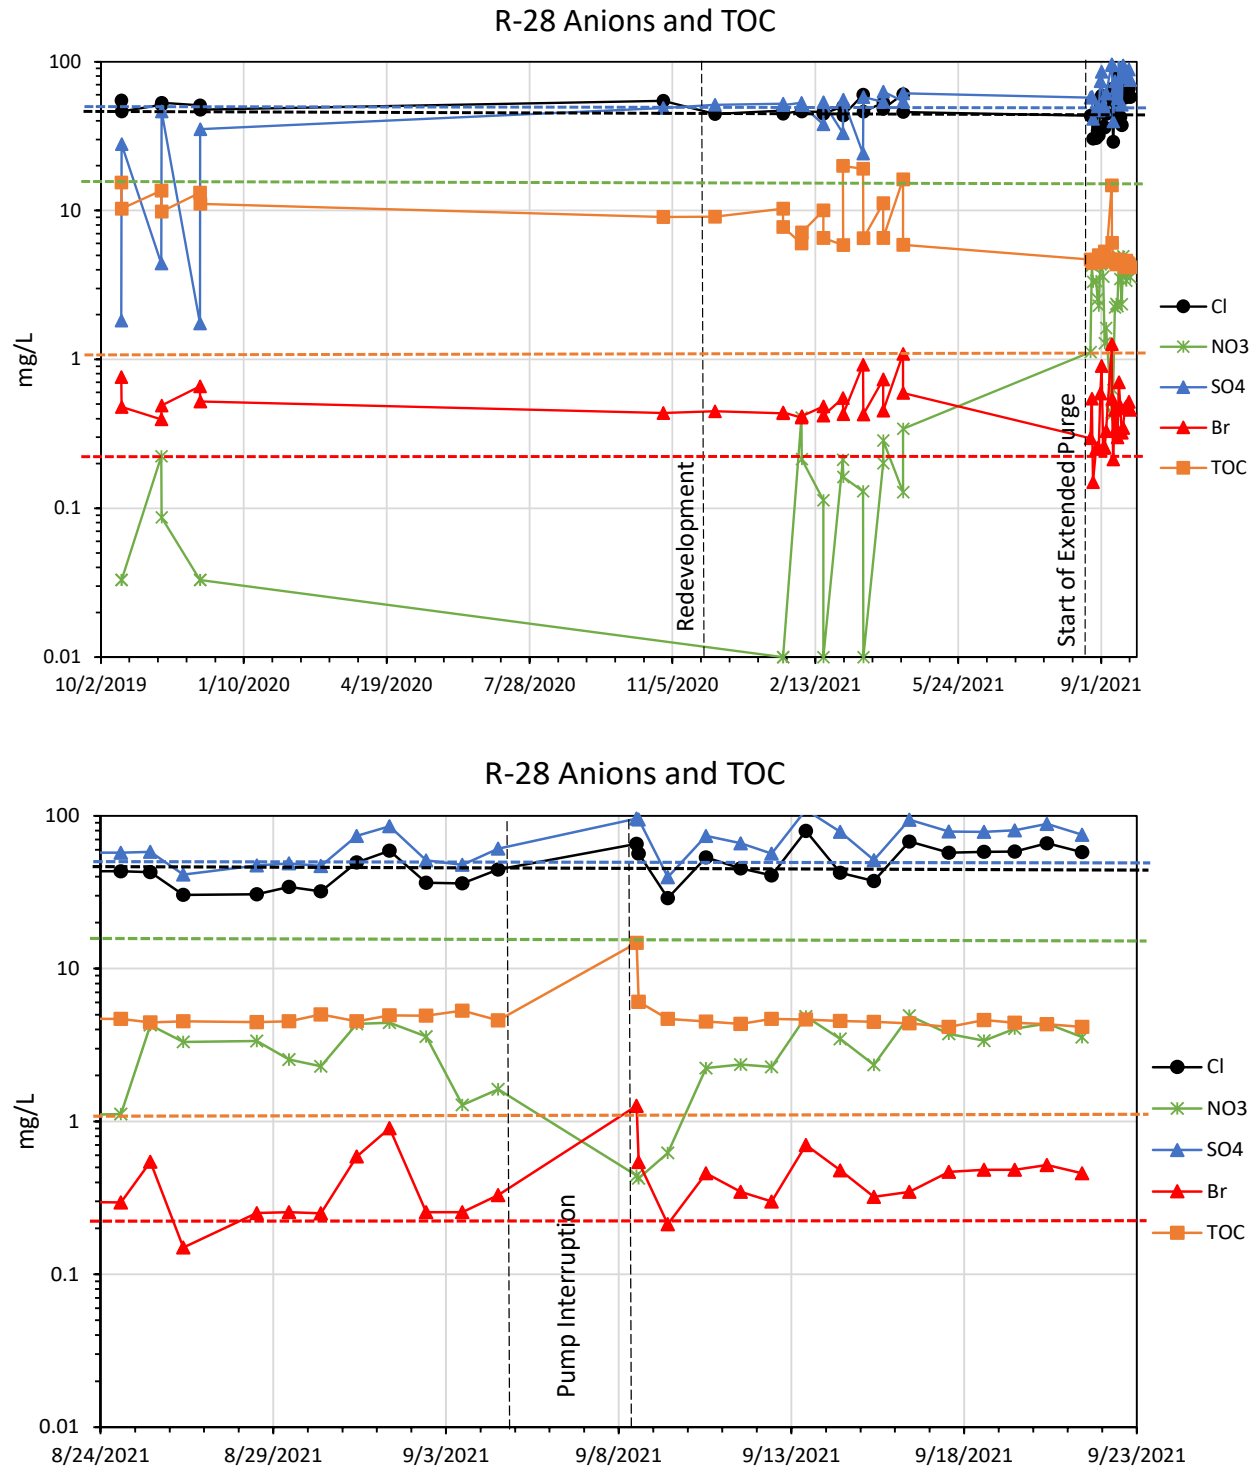 R-28 Anions and TOC
100
10
1
0.1
0.01
mg/L
Redevelopment
Start of Extended Purge
10/2/2019
1/10/2020
4/19/2020
7/28/2020
11/5/2020
2/13/2021
5/24/2021
9/1/2021
Cl
NO3
SO4
Br
TOC
R-28 Anions and TOC
100
10
1
0.1
0.01
mg/L
Pump Interruption
8/24/2021
8/29/2021
9/3/2021
9/8/2021
9/13/2021
9/18/2021
9/23/2021
Cl
NO3
SO4
Br
TOC